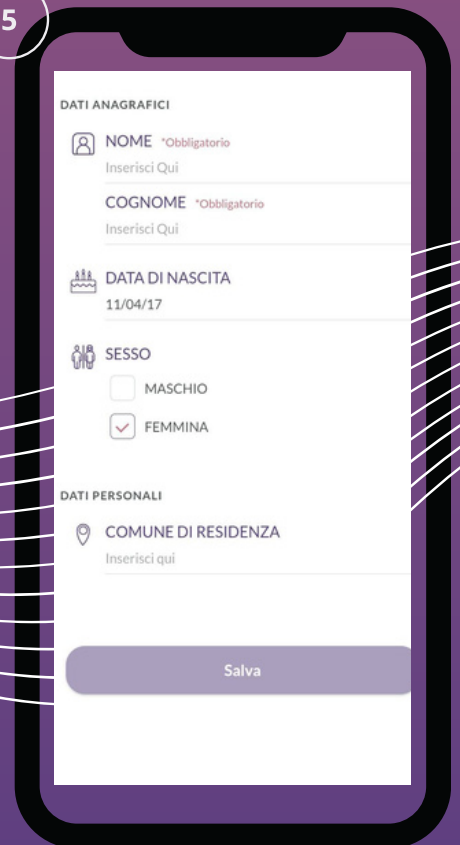 5
DATI ANAGRAFICI
NOME *Obbligatorio
Inserisci Qui
COGNOME *Obbligatorio
Inserisci Qui
DATA DI NASCITA
11/04/17
SESSO
MASCHIO
FEMMINA
DATI PERSONALI
COMUNE DI RESIDENZA
Inserisci qui
Salva